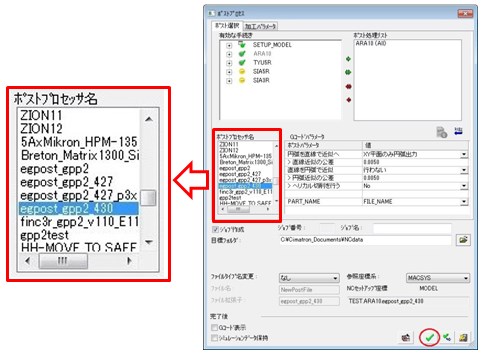 ポストプロセッサ名
ZION11
ZION12
5AxMikron_HPM-135
Breton_Matrix1300_Si
egpost_gpp2
egpost_gpp2_427
egpost_gpp2_427_p3x
egpost_gpp2_430
finc3r_gpp2_v110_E11
gpp2test
HH-MOVE TO SAFE
ポストプロセス
ポスト選択 加工パラメータ
有効な手続き
SETUP_MODEL
ARA10
TYU5R
SIA5R
SIA3R
ポスト処理リスト
ARA10 (AI)
ポストプロセッサ名
ZION11
ZION12
5AxMikron_HPM-135
Breton_Matrix1300_Si
egpost_gpp2
egpost_gpp2_427
egpost_gpp2_427_p3x
egpost_gpp2_430
finc3r_gpp2_v110_E11
gpp2test
HH-MOVE TO SAFE
Gコードパラメータ
ポストパラメータ 値
円弧を直線で近似へ XY平面のみ円弧出力
> 直線近似の公差 0.0050
直線を円弧で近似 行わない
> 円弧近似の公差 0.0050
> ヘリカル切削を行う No
PART_NAME FILE_NAME
ジョブ作成 ジョブ番号: ジョブ名:
目標フォルダ: C:¥Cimatron_Documents¥NCdata
ファイルタイプ名変更: なし
ファイル名: NewPostFile
ファイル拡張子: egpost_gpp2_430
参照座標系: MACSYS
NCセットアップ座標 MODEL
TEST.ARA10.egpost_gpp2_430
完了後
Gコード表示
シミュレーションデータ保持